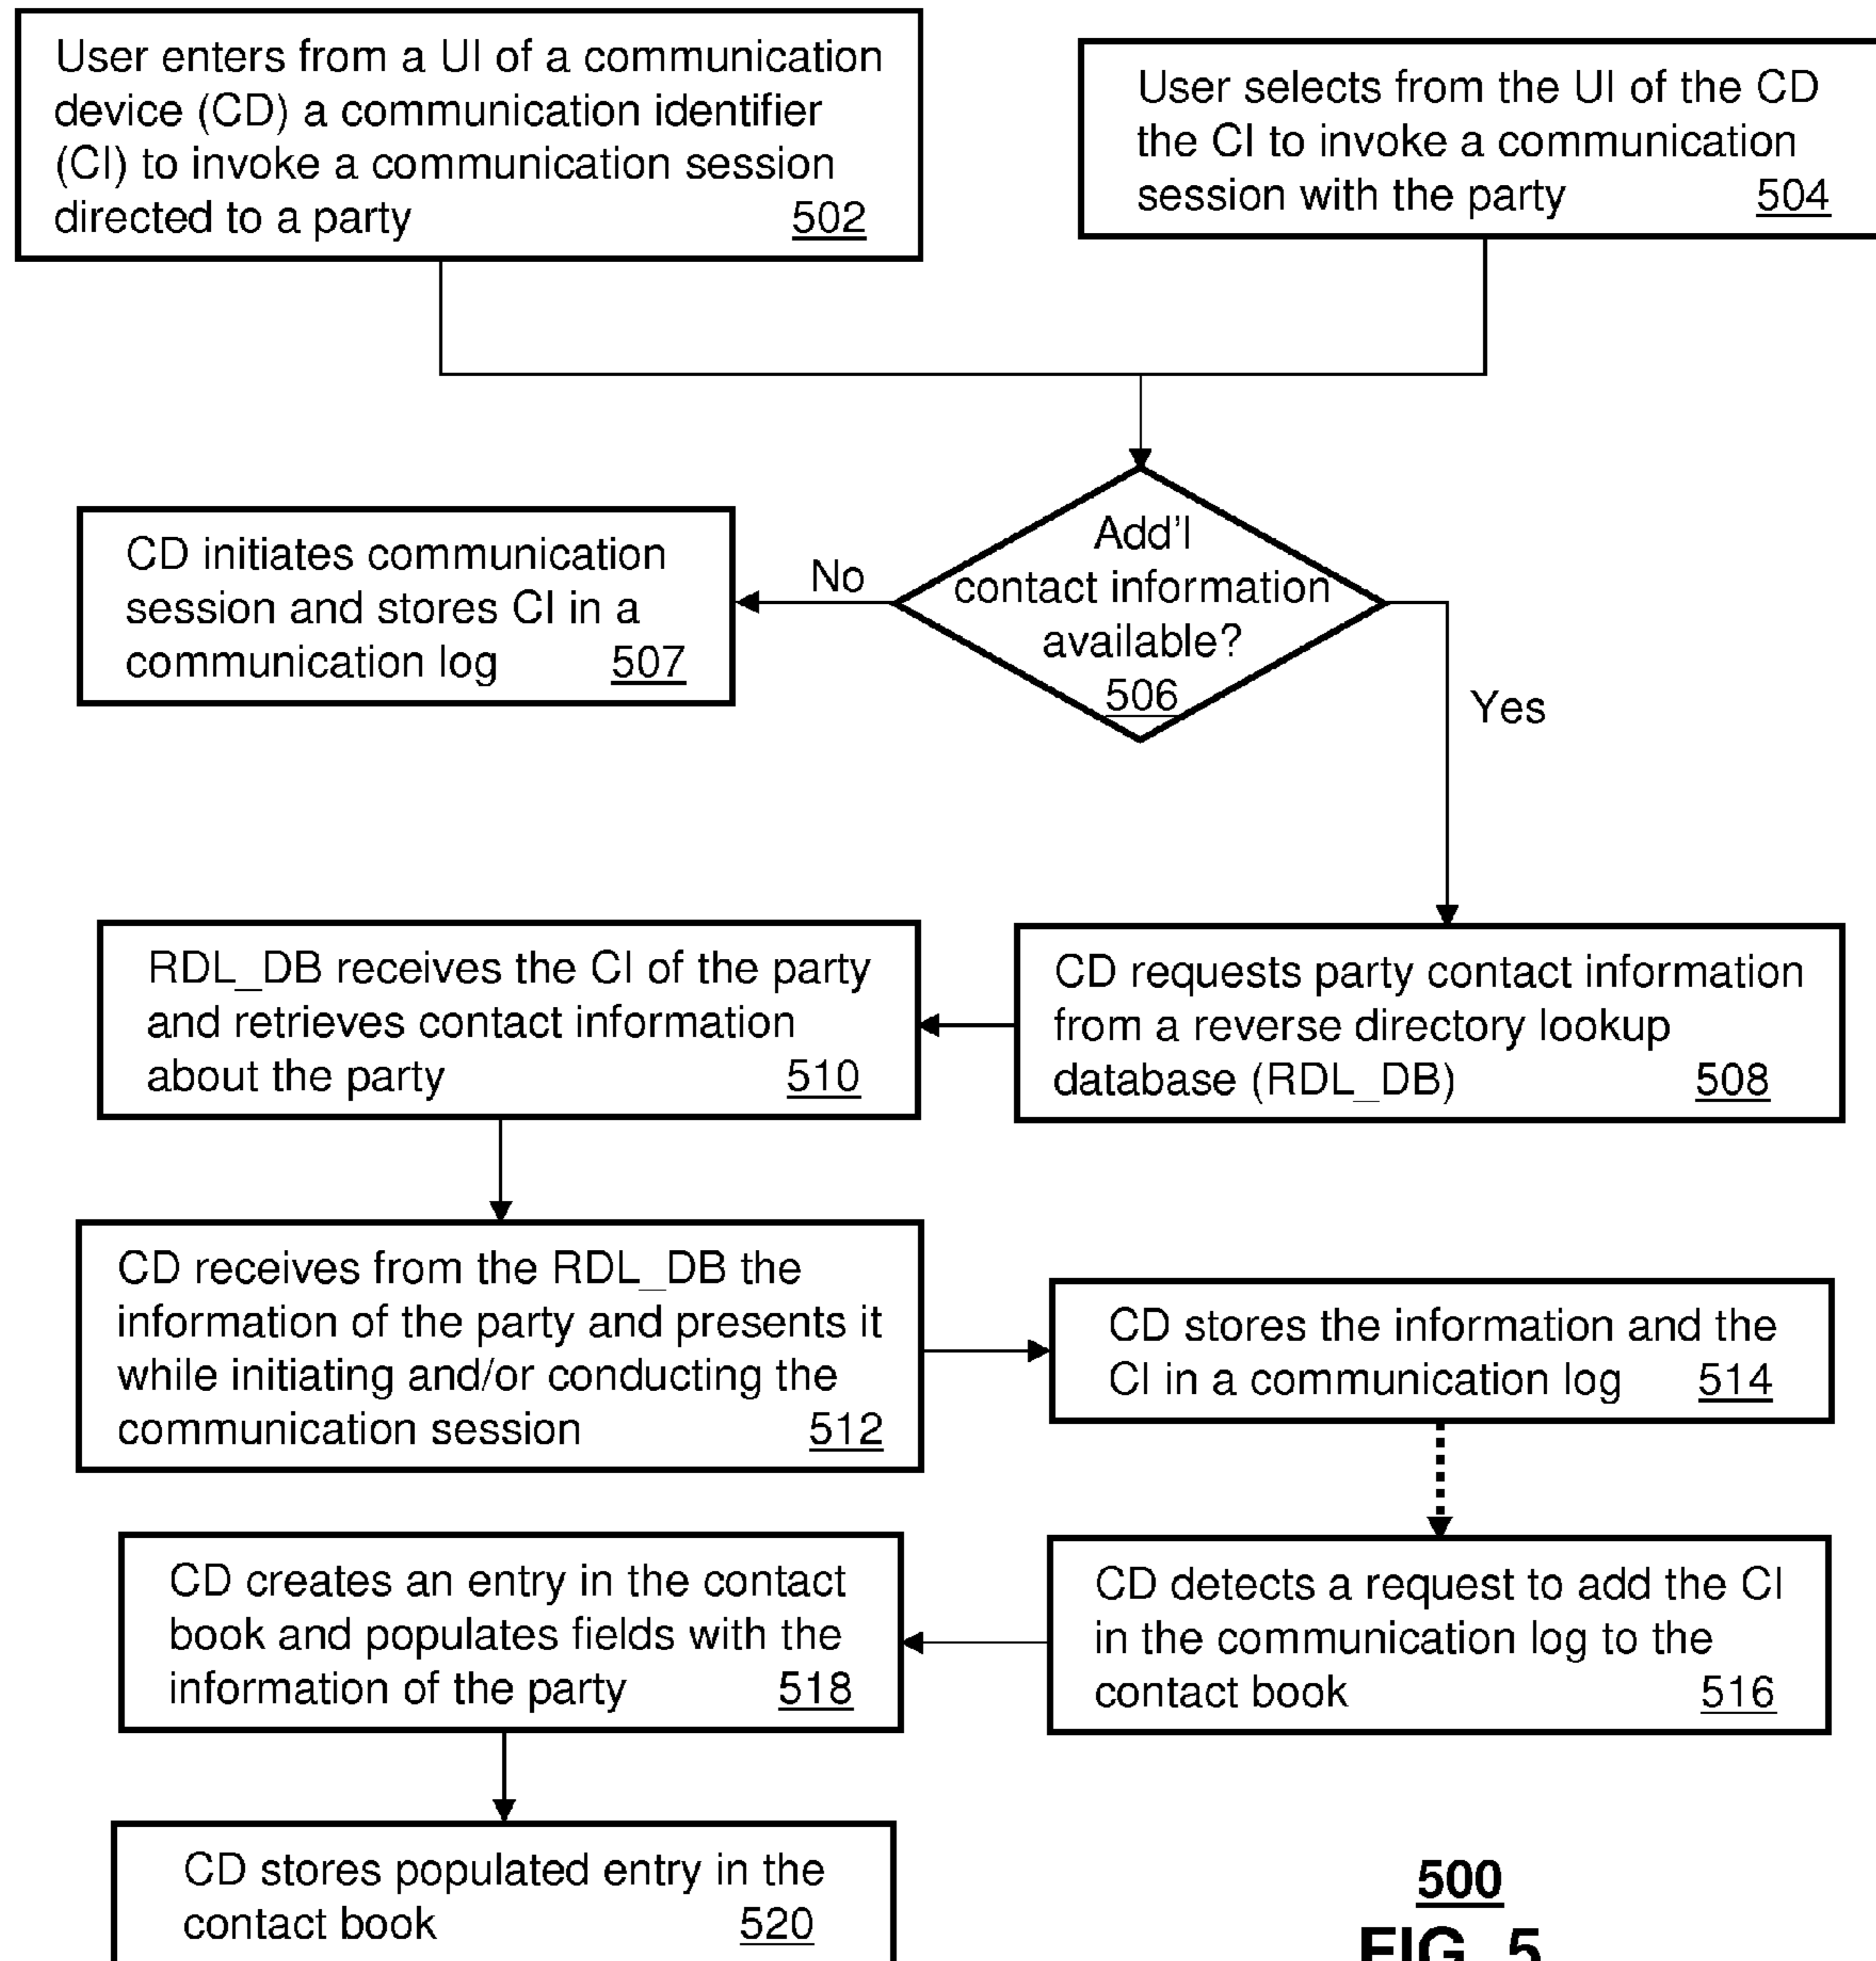 User enters from a UI of a communication
device (CD) a communication identifier
(CI) to invoke a communication session
directed to a party 502
User selects from the UI of the CD
the CI to invoke a communication
session with the party 504
Add'l
contact information
available?
506
No
Yes
CD initiates communication
session and stores CI in a
communication log 507
CD requests party contact information
from a reverse directory lookup
database (RDL_DB) 508
RDL_DB receives the CI of the party
and retrieves contact information
about the party 510
CD receives from the RDL_DB the
information of the party and presents it
while initiating and/or conducting the
communication session 512
CD stores the information and the
CI in a communication log 514
CD detects a request to add the CI
in the communication log to the
contact book 516
CD creates an entry in the contact
book and populates fields with the
information of the party 518
CD stores populated entry in the
contact book 520
500
FIG. 5